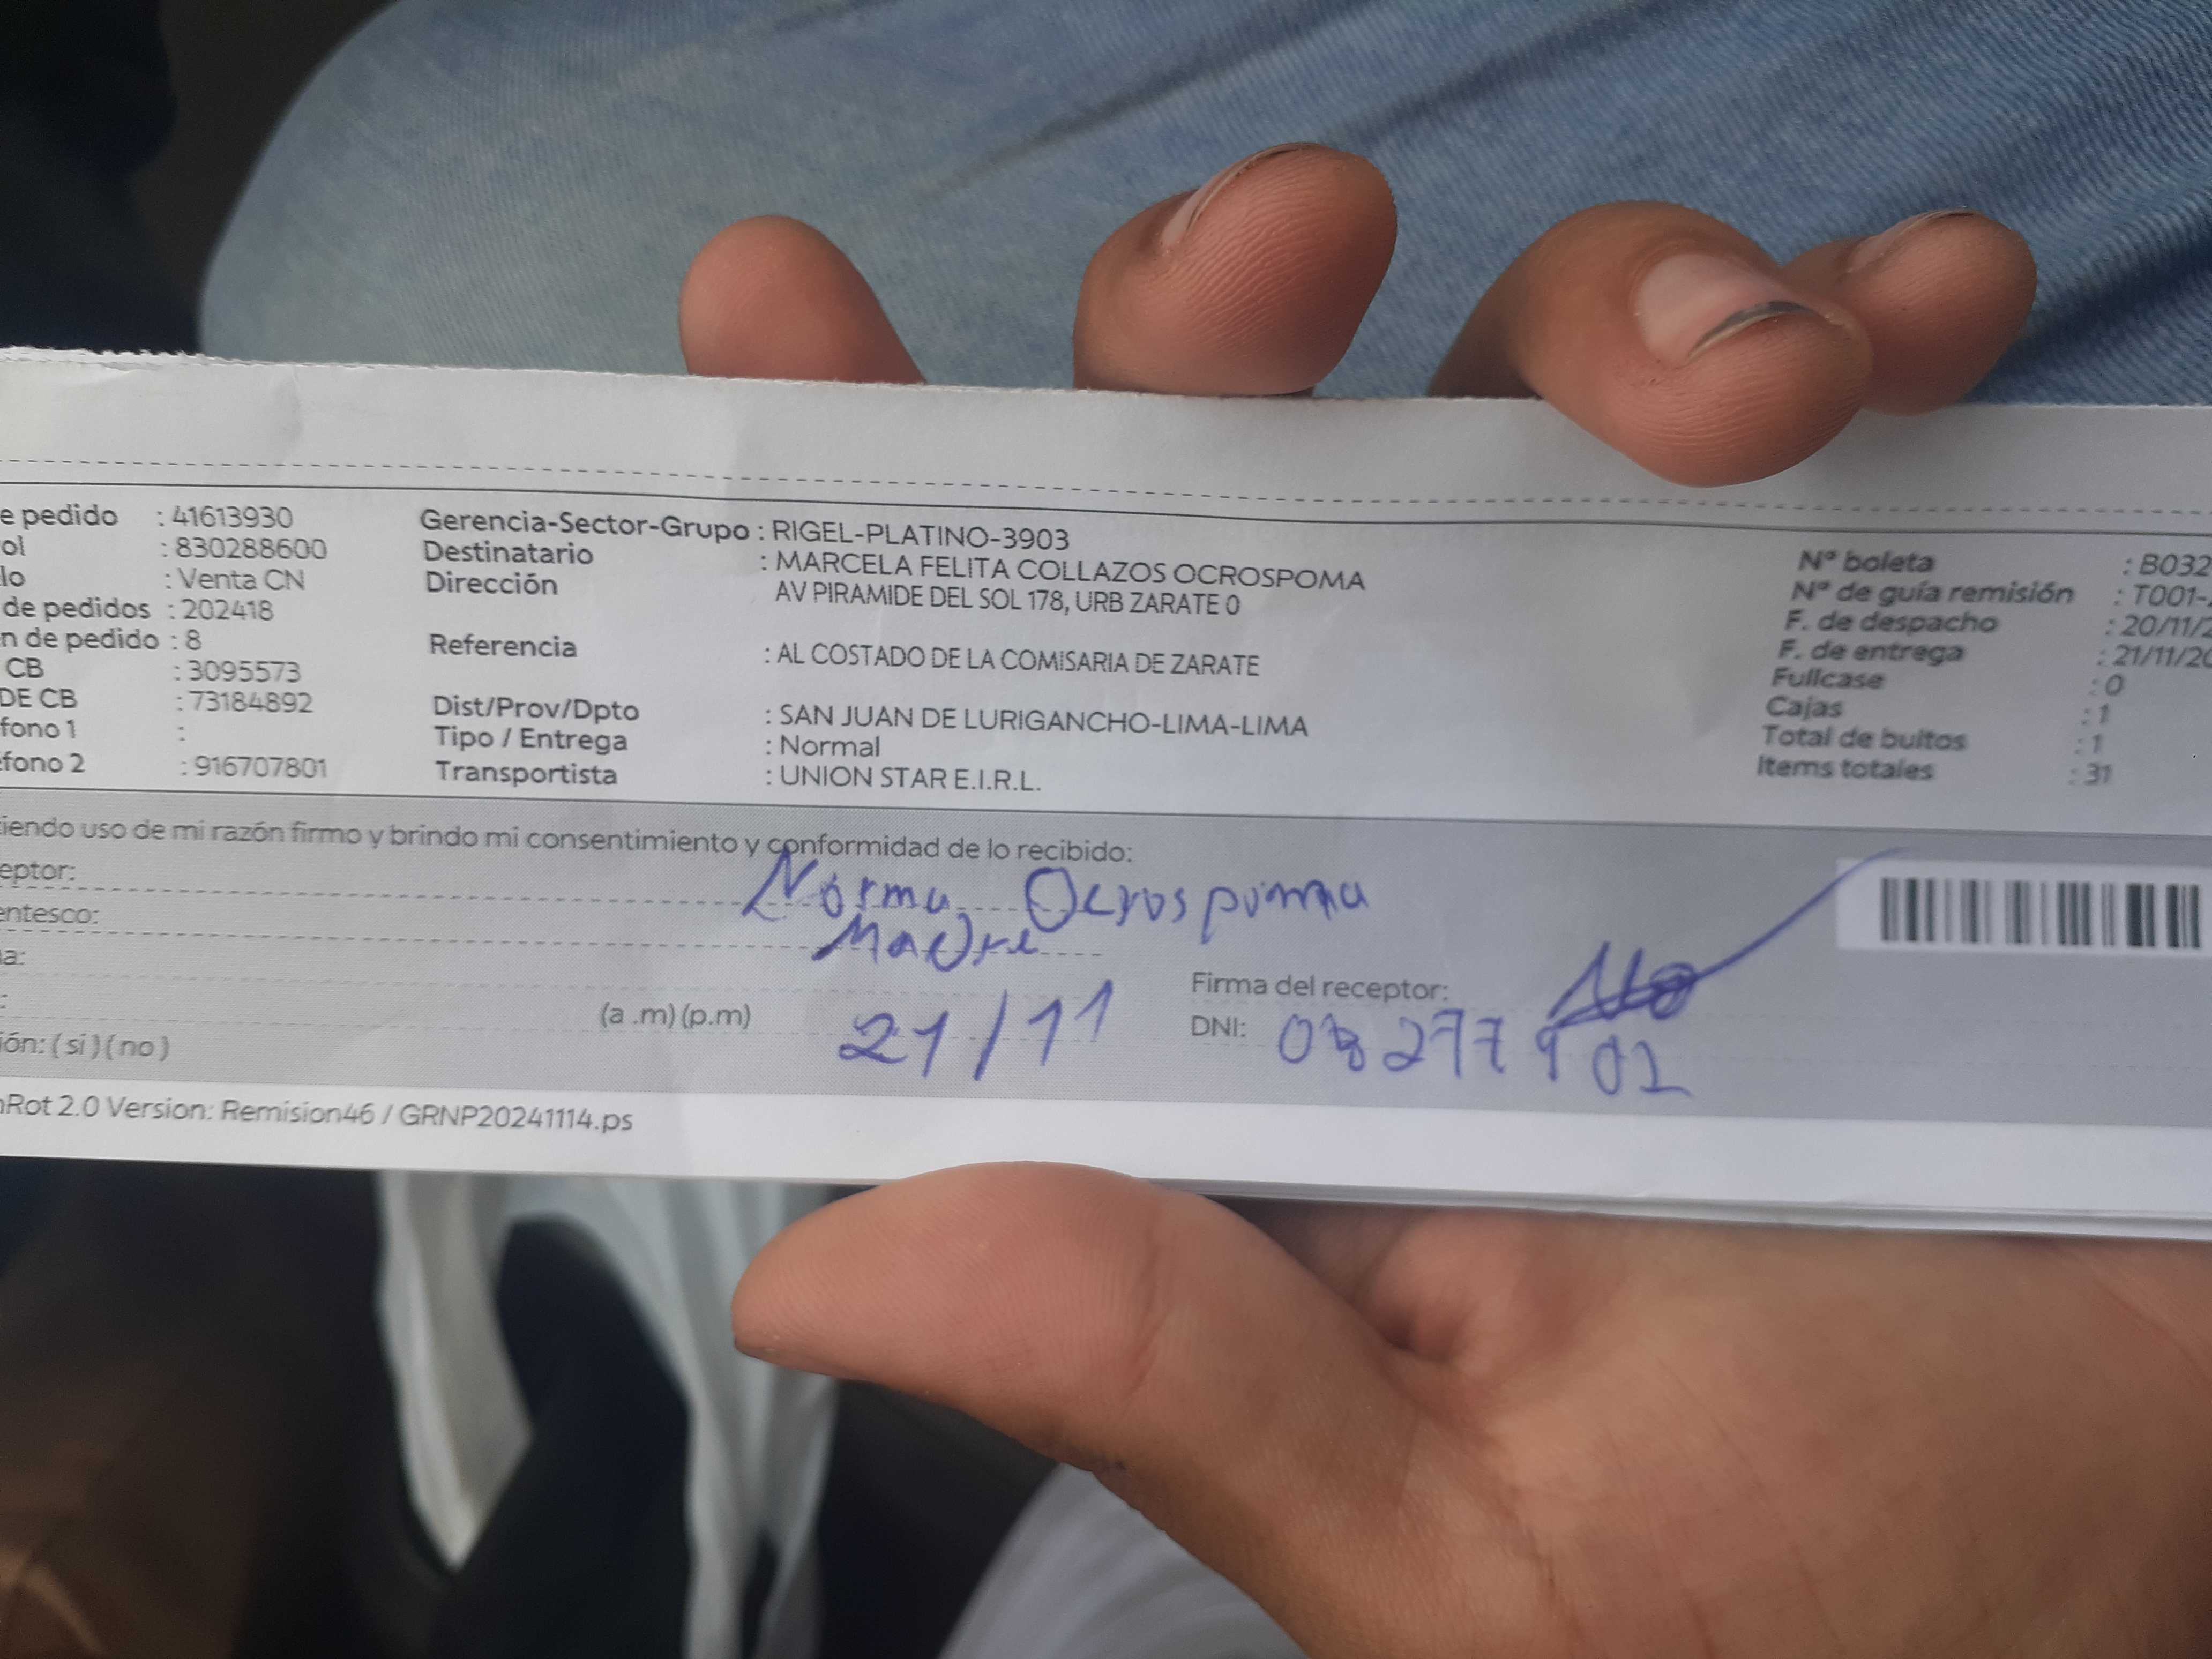 e pedido : 41613930
ol : 830288600
lo : Venta CN
de pedidos : 202418
n de pedido : 8
CB : 3095573
DE CB : 73184892
fono 1 :
fono 2 : 916707801
Gerencia-Sector-Grupo : RIGEL-PLATINO-3903
Destinatario : MARCELA FELITA COLLAZOS OCROSPOMA
Dirección AV PIRAMIDE DEL SOL 178, URB ZARATE 0
Referencia : AL COSTADO DE LA COMISARIA DE ZARATE
Dist/Prov/Dpto : SAN JUAN DE LURIGANCHO-LIMA-LIMA
Tipo / Entrega : Normal
Transportista : UNION STAR E.I.R.L.
Nº boleta : B032
Nº de guía remisión : T001-
F. de despacho : 20/11/2
F. de entrega : 21/11/20
Fullcase : 0
Cajas : 1
Total de bultos : 1
Items totales : 31
iendo uso de mi razón firmo y brindo mi consentimiento y conformidad de lo recibido:
eptor: Norma Ocrospoma
entesco: Madre
a: 21/11
: (a .m) (p.m)
ión: ( si ) ( no )
Firma del receptor:
DNI: 08277902
Rot 2.0 Version: Remision46 / GRNP20241114.ps